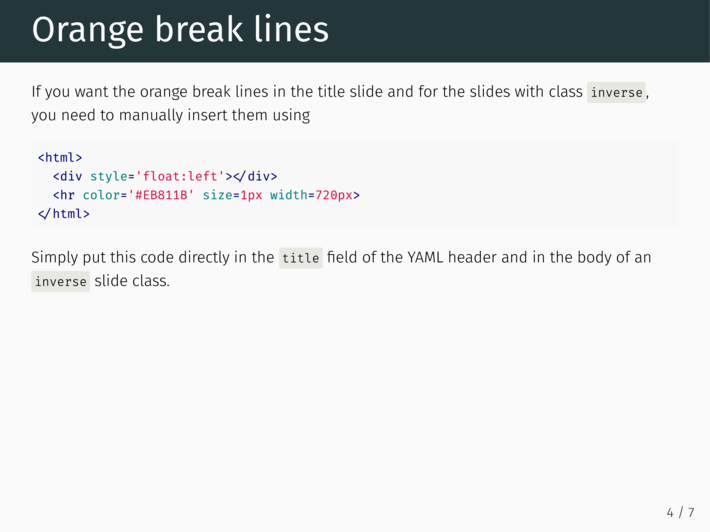 Orange break lines
If you want the orange break lines in the title slide and for the slides with class inverse,
you need to manually insert them using
<html>
  <div style='float:left'></div>
  <hr color='#EB811B' size=1px width=720px>
</html>
Simply put this code directly in the title field of the YAML header and in the body of an
inverse slide class.
4 / 7